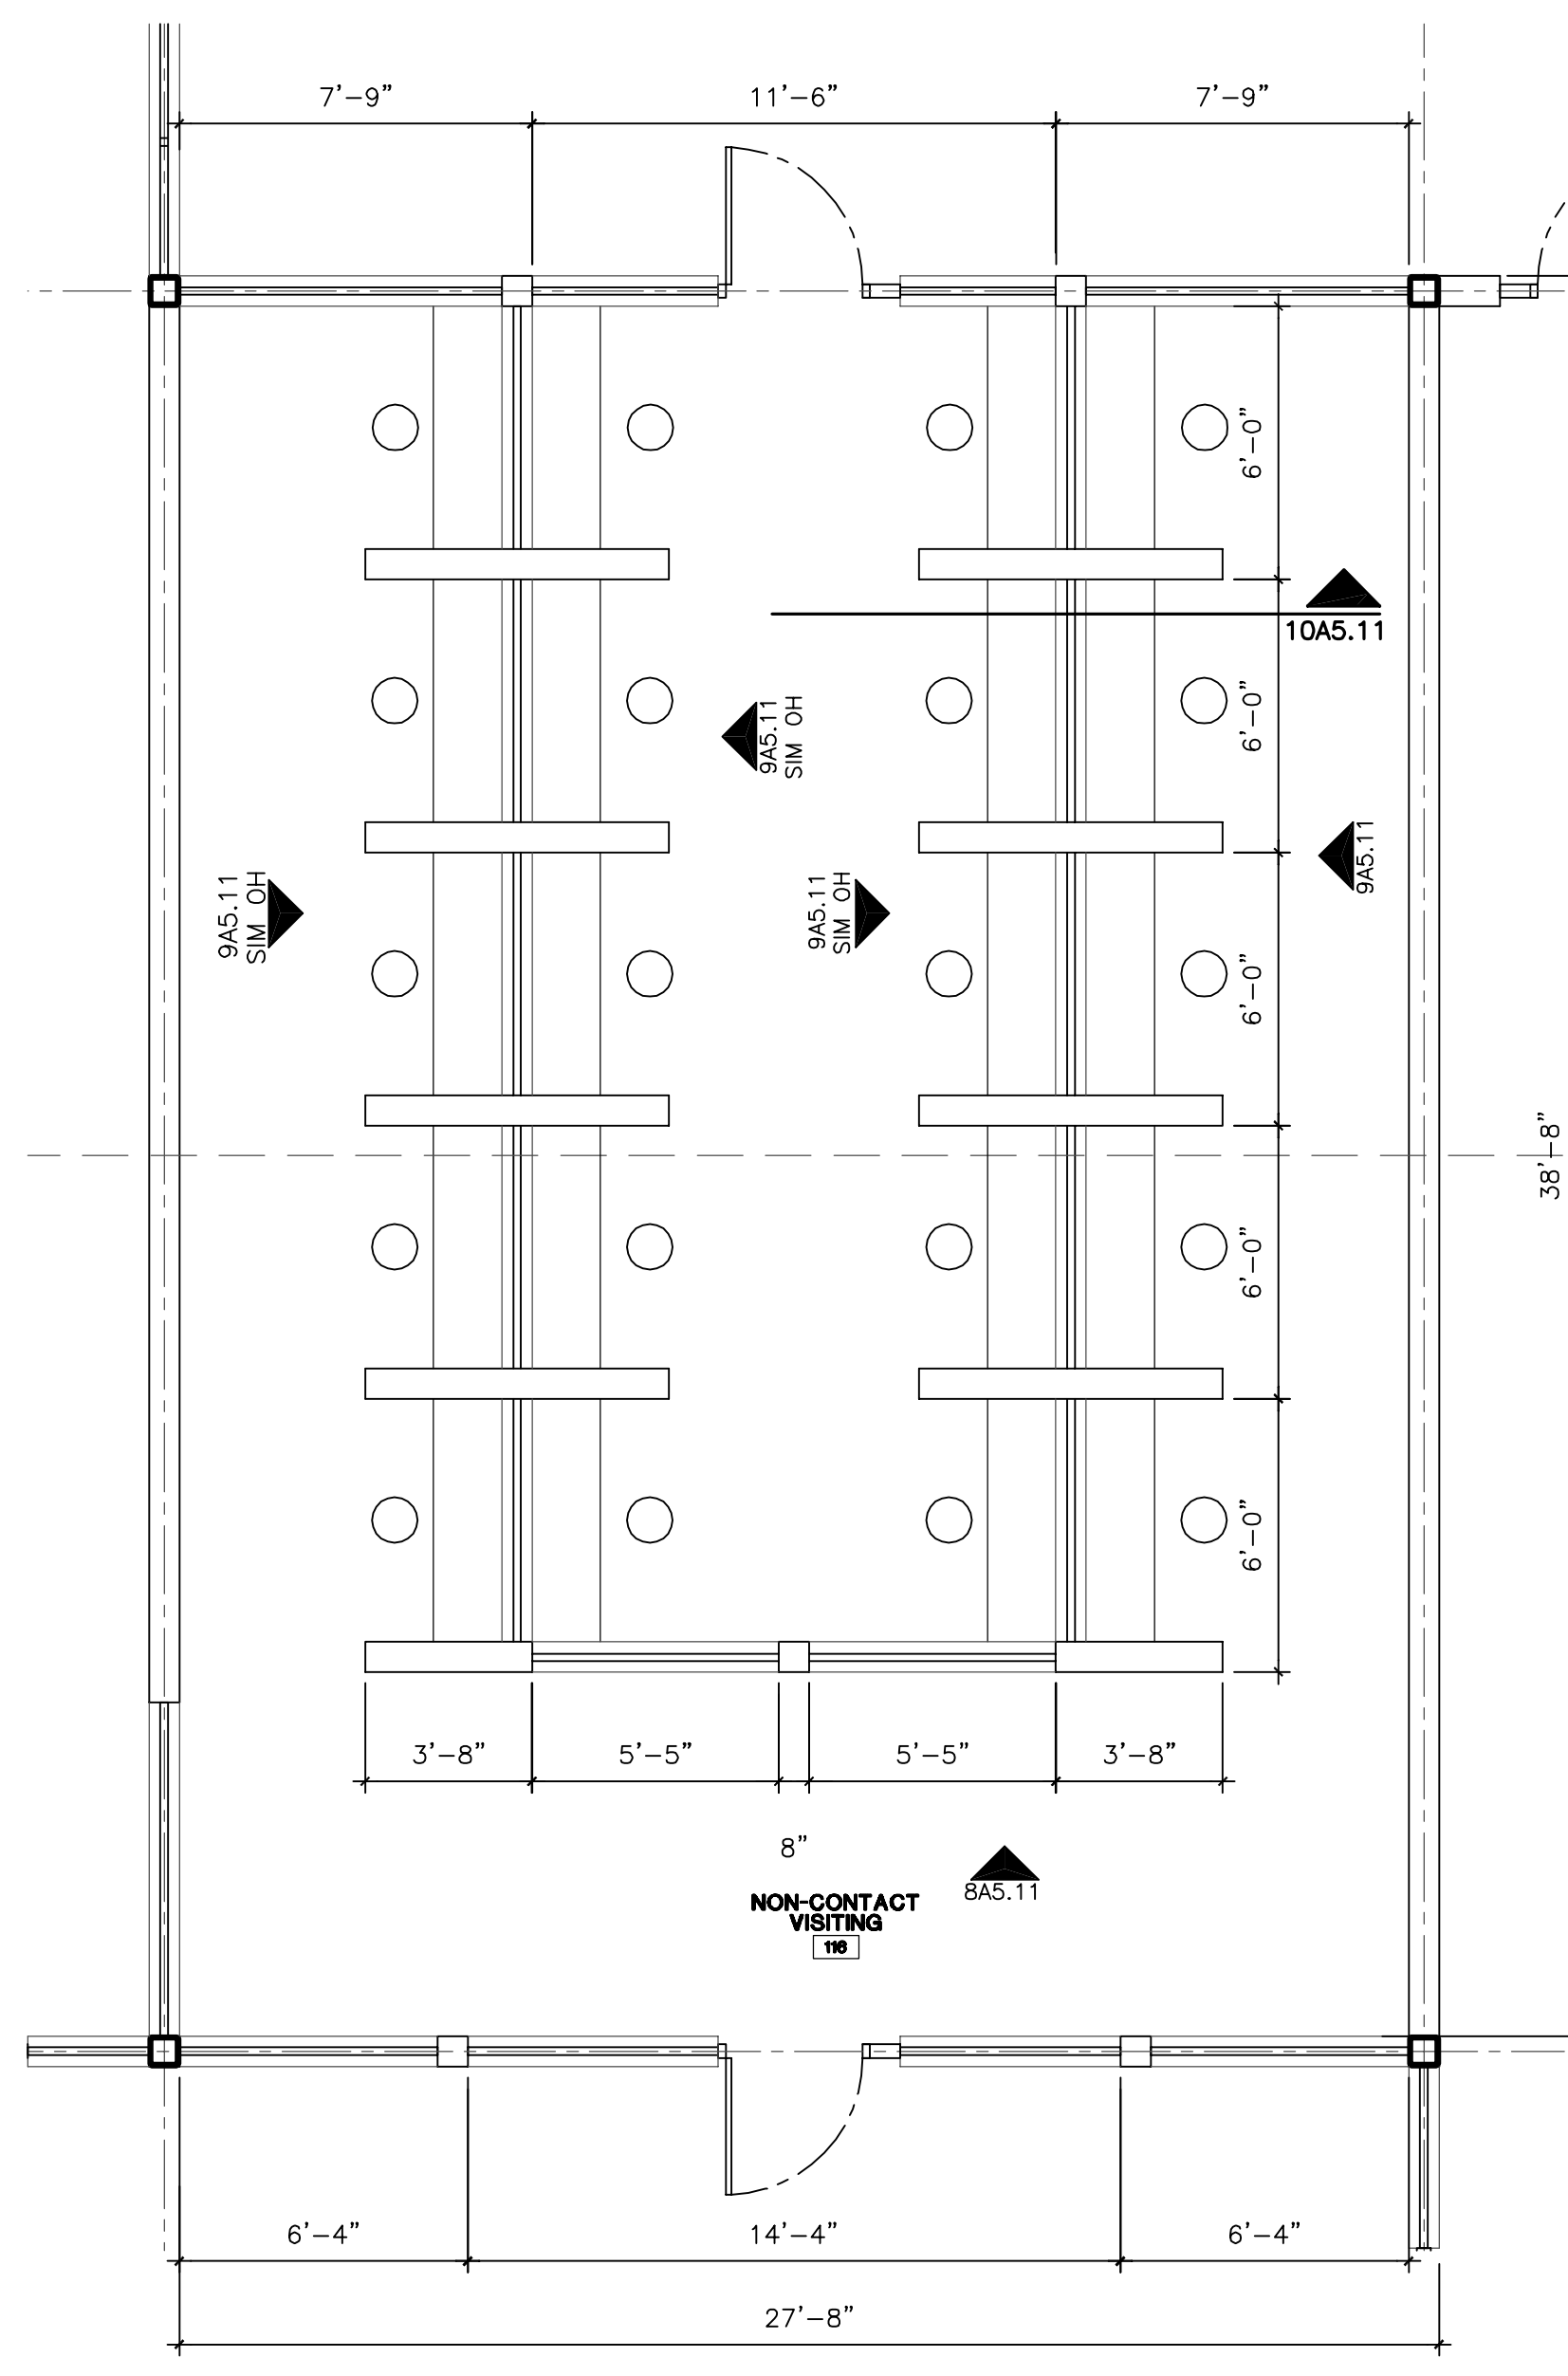 7'-9"
11'-6"
7'-9"
6'-0"
10A5.11
6'-0"
9A5.11
SIM OH
9A5.11
9A5.11
SIM OH
9A5.11
SIM OH
6'-0"
38'-8"
6'-0"
6'-0"
3'-8"
5'-5"
5'-5"
3'-8"
8"
8A5.11
NON-CONTACT
VISITING
116
6'-4"
14'-4"
6'-4"
27'-8"